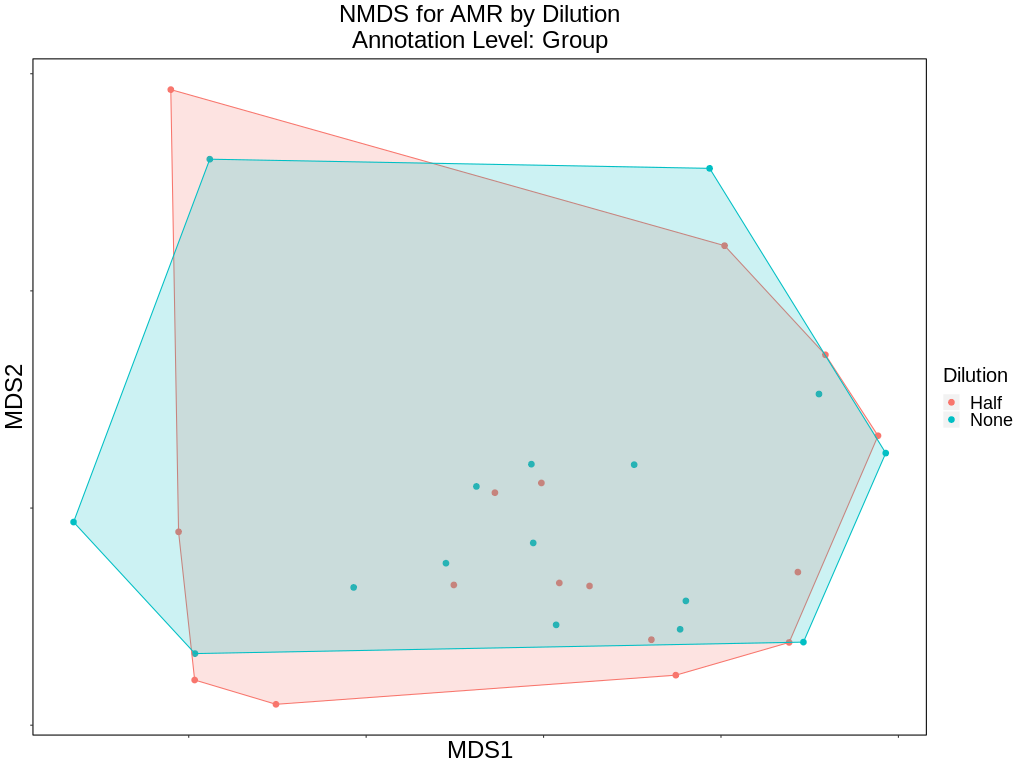 NMDS for AMR by Dilution
Annotation Level: Group
MDS2
MDS1
Dilution
Half
None